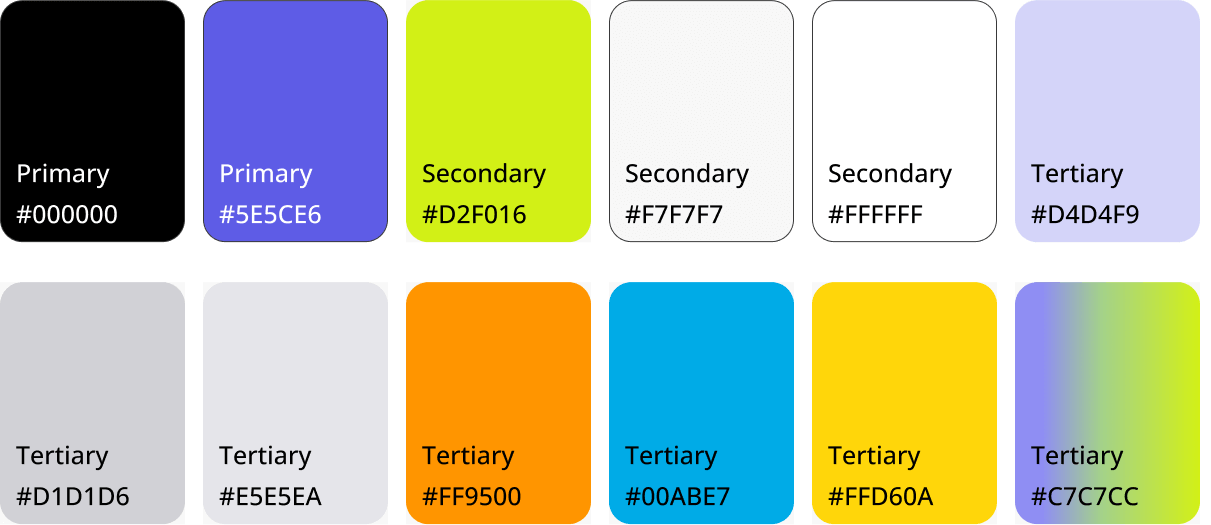 Primary
#000000
Primary
#5E5CE6
Secondary
#D2F016
Secondary
#F7F7F7
Secondary
#FFFFFF
Tertiary
#D4D4F9
Tertiary
#D1D1D6
Tertiary
#E5E5EA
Tertiary
#FF9500
Tertiary
#00ABE7
Tertiary
#FFD60A
Tertiary
#C7C7CC